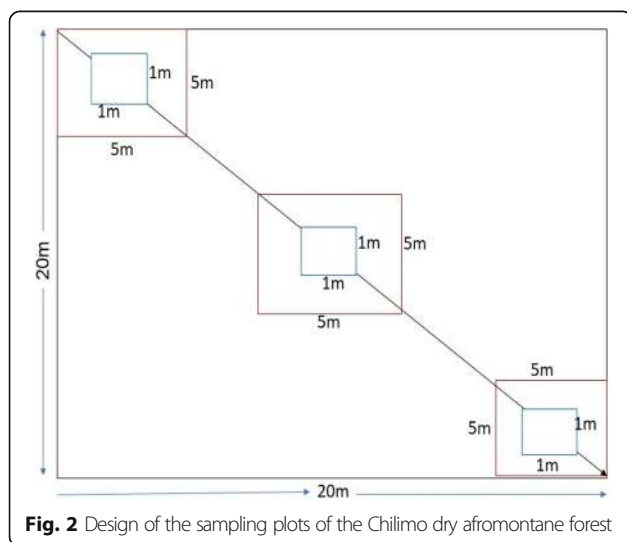 1m
5m
1m
5m
20m
1m
5m
1m
5m
5m
5m
1m
1m
20m
Fig. 2 Design of the sampling plots of the Chilimo dry afromontane forest